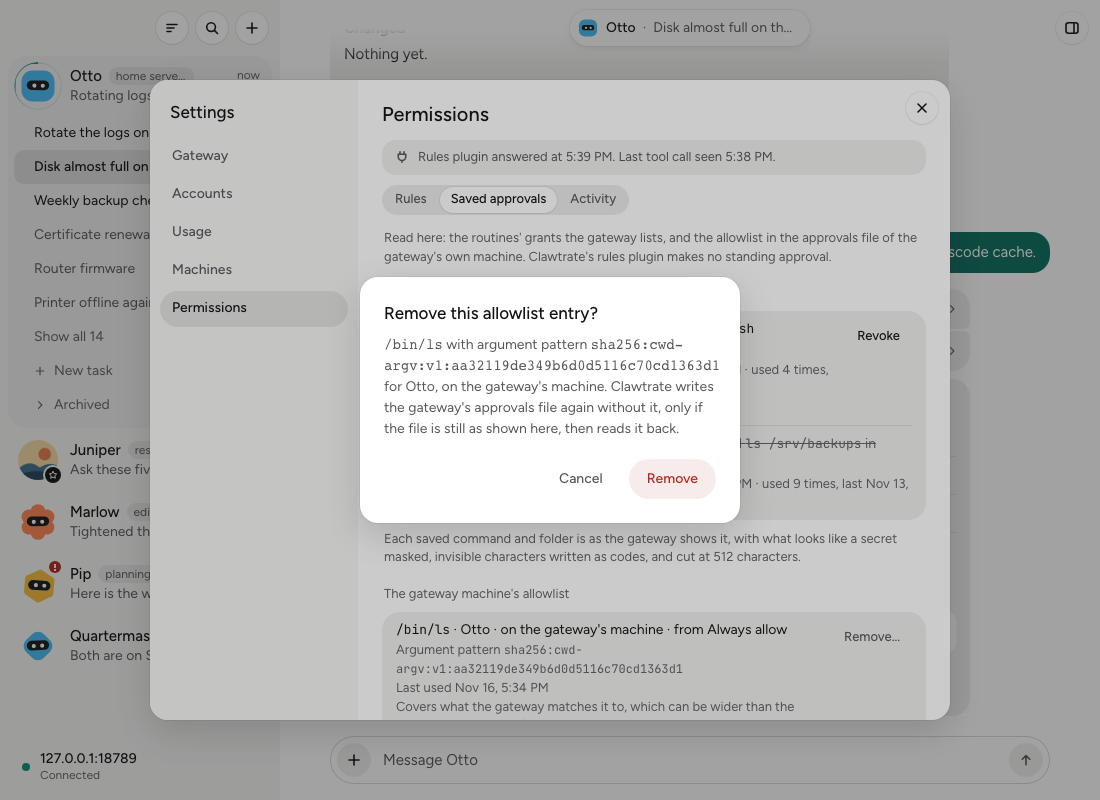 Otto · Disk almost full on th...
Nothing yet.
Otto home serve... now
Rotating logs
Rotate the logs on
Disk almost full on
Weekly backup che
Certificate renewa
Router firmware
Printer offline again
Show all 14
New task
Archived
Juniper res
Ask these fiv
Marlow edi
Tightened th
Pip planning
Here is the w
Quartermas
Both are on S
127.0.0.1:18789
Connected
Settings
Gateway
Accounts
Usage
Machines
Permissions
Permissions
Rules plugin answered at 5:39 PM. Last tool call seen 5:38 PM.
Rules Saved approvals Activity
Read here: the routines' grants the gateway lists, and the allowlist in the approvals file of the
gateway's own machine. Clawtrate's rules plugin makes no standing approval.
scode cache.
sh
Revoke
· used 4 times,
ls /srv/backups in
PM · used 9 times, last Nov 13,
Remove this allowlist entry?
/bin/ls with argument pattern sha256:cwd-
argv:v1:aa32119de349b6d0d5116c70cd1363d1
for Otto, on the gateway's machine. Clawtrate writes
the gateway's approvals file again without it, only if
the file is still as shown here, then reads it back.
Cancel Remove
Each saved command and folder is as the gateway shows it, with what looks like a secret
masked, invisible characters written as codes, and cut at 512 characters.
The gateway machine's allowlist
/bin/ls · Otto · on the gateway's machine · from Always allow
Remove...
Argument pattern sha256:cwd-
argv:v1:aa32119de349b6d0d5116c70cd1363d1
Last used Nov 16, 5:34 PM
Covers what the gateway matches it to, which can be wider than the
Message Otto